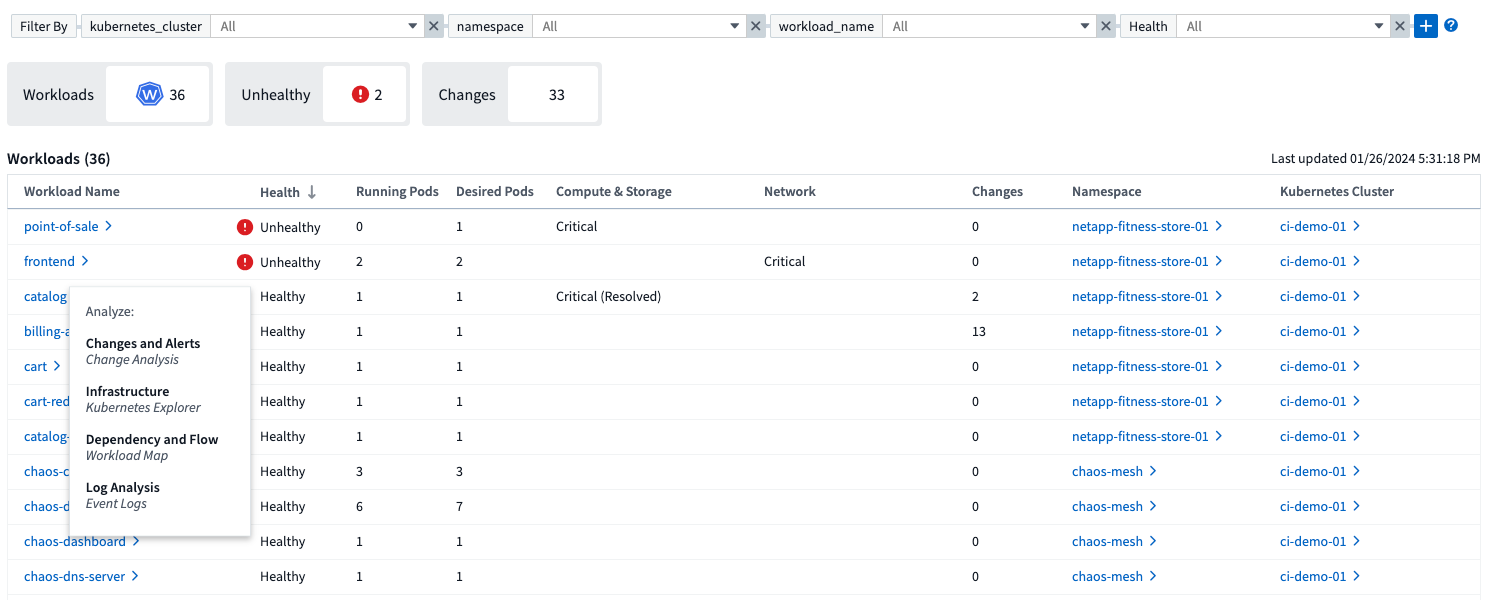 Filter By kubernetes_cluster All namespace All workload_name All Health All + ?
Workloads W 36 Unhealthy ! 2 Changes 33
Workloads (36) Last updated 01/26/2024 5:31:18 PM
Workload Name Health ↓ Running Pods Desired Pods Compute & Storage Network Changes Namespace Kubernetes Cluster
point-of-sale Unhealthy 0 1 Critical 0 netapp-fitness-store-01 ci-demo-01
frontend Unhealthy 2 2 Critical 0 netapp-fitness-store-01 ci-demo-01
catalog Healthy 1 1 Critical (Resolved) 2 netapp-fitness-store-01 ci-demo-01
billing-a Healthy 1 1 13 netapp-fitness-store-01 ci-demo-01
cart Healthy 1 1 0 netapp-fitness-store-01 ci-demo-01
cart-red Healthy 1 1 0 netapp-fitness-store-01 ci-demo-01
catalog- Healthy 1 1 0 netapp-fitness-store-01 ci-demo-01
chaos-c Healthy 3 3 0 chaos-mesh ci-demo-01
chaos-d Healthy 6 7 0 chaos-mesh ci-demo-01
chaos-dashboard Healthy 1 1 0 chaos-mesh ci-demo-01
chaos-dns-server Healthy 1 1 0 chaos-mesh ci-demo-01
Analyze:
Changes and Alerts
Change Analysis
Infrastructure
Kubernetes Explorer
Dependency and Flow
Workload Map
Log Analysis
Event Logs